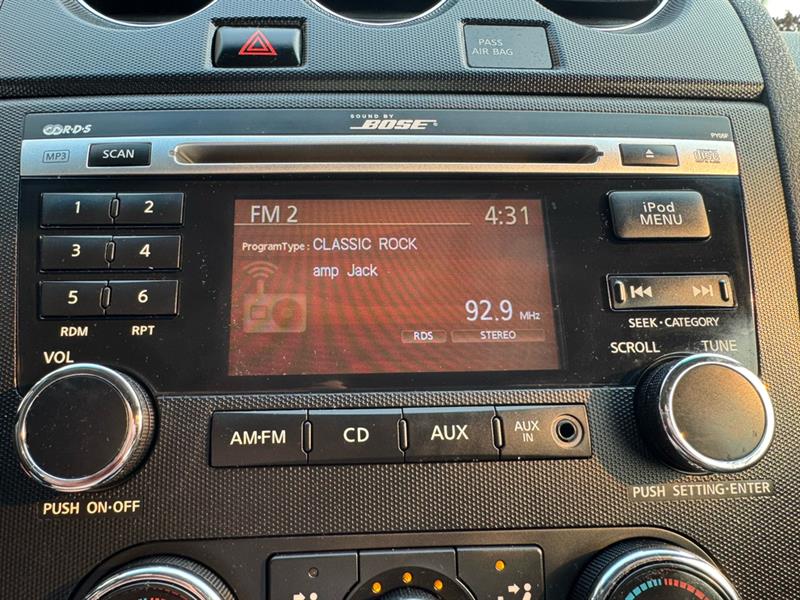 PASS
AIR BAG
SOUND BY
BOSE
R·D·S
PY08P
MP3
SCAN
1 2
3 4
5 6
RDM RPT
FM 2 4:31
ProgramType : CLASSIC ROCK
amp Jack
92.9 MHz
RDS STEREO
iPod
MENU
SEEK·CATEGORY
SCROLL TUNE
VOL
PUSH ON·OFF
AM·FM CD AUX AUX
IN
PUSH SETTING·ENTER